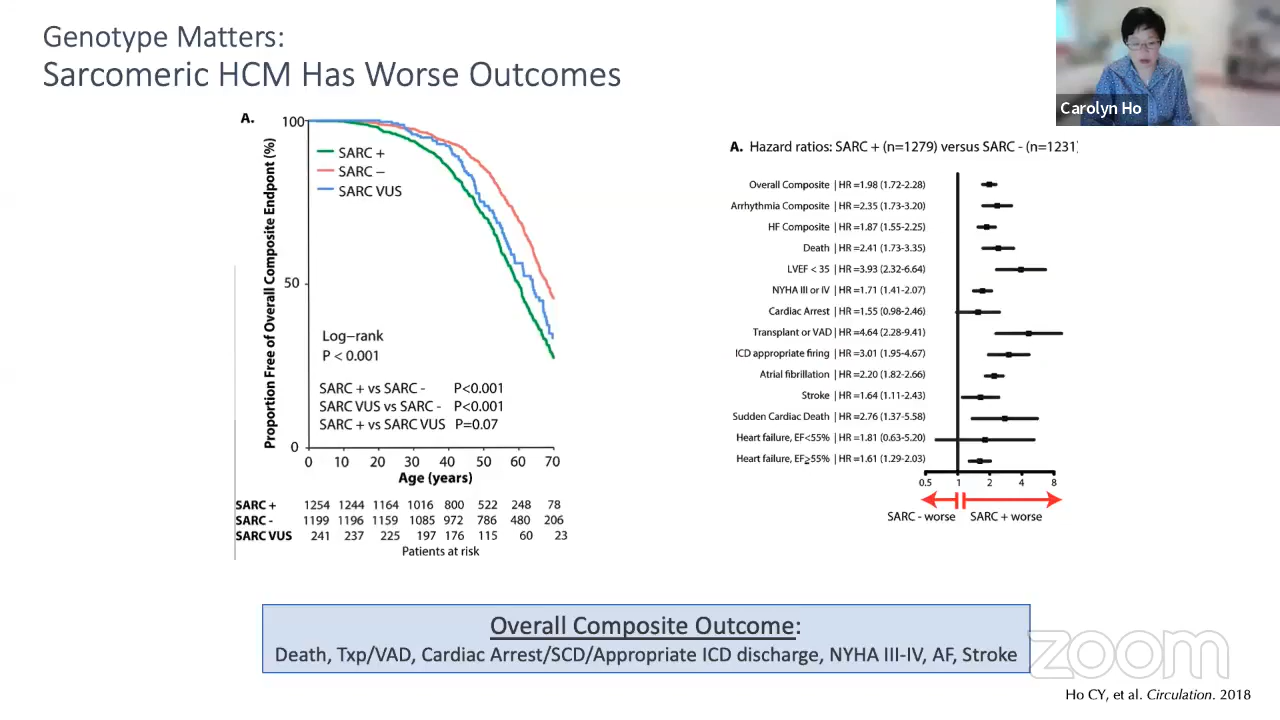 Genotype Matters:
Sarcomeric HCM Has Worse Outcomes
Carolyn Ho
A.
Proportion Free of Overall Composite Endpont (%)
100
50
0
SARC +
SARC –
SARC VUS
Log–rank
P < 0.001
SARC + vs SARC - P<0.001
SARC VUS vs SARC - P<0.001
SARC + vs SARC VUS P=0.07
0 10 20 30 40 50 60 70
Age (years)
SARC + 1254 1244 1164 1016 800 522 248 78
SARC - 1199 1196 1159 1085 972 786 480 206
SARC VUS 241 237 225 197 176 115 60 23
Patients at risk
A. Hazard ratios: SARC + (n=1279) versus SARC - (n=1231)
Overall Composite | HR =1.98 (1.72-2.28)
Arrhythmia Composite | HR =2.35 (1.73-3.20)
HF Composite | HR =1.87 (1.55-2.25)
Death | HR =2.41 (1.73-3.35)
LVEF < 35 | HR =3.93 (2.32-6.64)
NYHA III or IV | HR =1.71 (1.41-2.07)
Cardiac Arrest | HR =1.55 (0.98-2.46)
Transplant or VAD | HR =4.64 (2.28-9.41)
ICD appropriate firing | HR =3.01 (1.95-4.67)
Atrial fibrillation | HR =2.20 (1.82-2.66)
Stroke | HR =1.64 (1.11-2.43)
Sudden Cardiac Death | HR =2.76 (1.37-5.58)
Heart failure, EF<55% | HR =1.81 (0.63-5.20)
Heart failure, EF≥55% | HR =1.61 (1.29-2.03)
0.5 1 2 4 8
SARC - worse SARC + worse
Overall Composite Outcome:
Death, Txp/VAD, Cardiac Arrest/SCD/Appropriate ICD discharge, NYHA III-IV, AF, Stroke
zoom
Ho CY, et al. Circulation. 2018